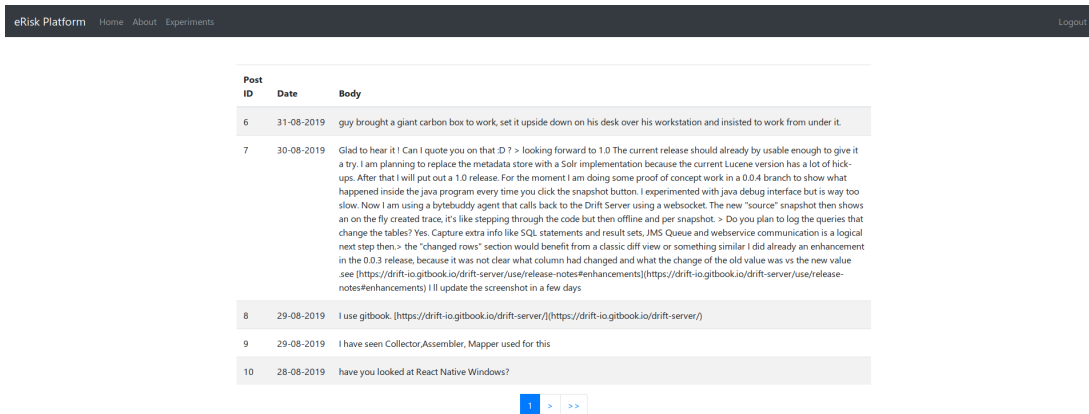 eRisk Platform Home About Experiments Logout
Post
ID Date Body
6 31-08-2019 guy brought a giant carbon box to work, set it upside down on his desk over his workstation and insisted to work from under it.
7 30-08-2019 Glad to hear it ! Can I quote you on that :D ? > looking forward to 1.0 The current release should already by usable enough to give it
a try. I am planning to replace the metadata store with a Solr implementation because the current Lucene version has a lot of hick-
ups. After that I will put out a 1.0 release. For the moment I am doing some proof of concept work in a 0.0.4 branch to show what
happened inside the java program every time you click the snapshot button. I experimented with java debug interface but is way too
slow. Now I am using a bytebuddy agent that calls back to the Drift Server using a websocket. The new "source" snapshot then shows
an on the fly created trace, it's like stepping through the code but then offline and per snapshot. > Do you plan to log the queries that
change the tables? Yes. Capture extra info like SQL statements and result sets, JMS Queue and webservice communication is a logical
next step then.> the "changed rows" section would benefit from a classic diff view or something similar I did already an enhancement
in the 0.0.3 release, because it was not clear what column had changed and what the change of the old value was vs the new value
.see [https://drift-io.gitbook.io/drift-server/use/release-notes#enhancements](https://drift-io.gitbook.io/drift-server/use/release-
notes#enhancements) I ll update the screenshot in a few days
8 29-08-2019 I use gitbook. [https://drift-io.gitbook.io/drift-server/](https://drift-io.gitbook.io/drift-server/)
9 29-08-2019 I have seen Collector,Assembler, Mapper used for this
10 28-08-2019 have you looked at React Native Windows?
1 > >>